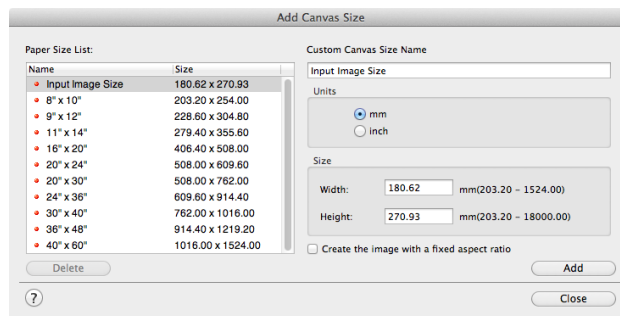 Add Canvas Size
Paper Size List:
Name Size
Input Image Size 180.62 x 270.93
8" x 10" 203.20 x 254.00
9" x 12" 228.60 x 304.80
11" x 14" 279.40 x 355.60
16" x 20" 406.40 x 508.00
20" x 24" 508.00 x 609.60
20" x 30" 508.00 x 762.00
24" x 36" 609.60 x 914.40
30" x 40" 762.00 x 1016.00
36" x 48" 914.40 x 1219.20
40" x 60" 1016.00 x 1524.00
Delete
Custom Canvas Size Name
Input Image Size
Units
mm
inch
Size
Width: 180.62 mm(203.20 - 1524.00)
Height: 270.93 mm(203.20 - 18000.00)
Create the image with a fixed aspect ratio
Add
?
Close